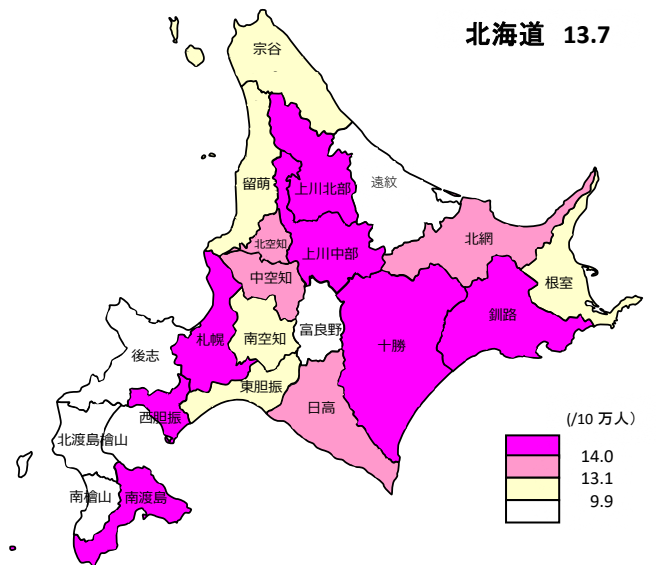 北海道 13.7
宗谷
留萌
上川北部
遠紋
北空知
上川中部
北網
中空知
根室
札幌
南空知
富良野
十勝
釧路
後志
東胆振
西胆振
日高
北渡島檜山
南檜山
南渡島
(/10 万人)
14.0
13.1
9.9